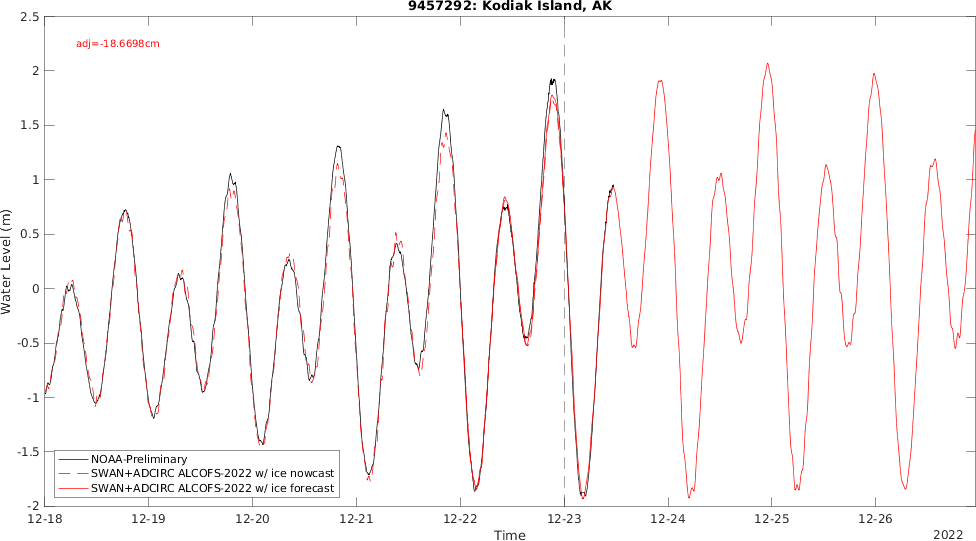 9457292: Kodiak Island, AK
adj=-18.6698cm
Water Level (m)
2.5
2
1.5
1
0.5
0
-0.5
-1
-1.5
-2
NOAA-Preliminary
SWAN+ADCIRC ALCOFS-2022 w/ ice nowcast
SWAN+ADCIRC ALCOFS-2022 w/ ice forecast
12-18 12-19 12-20 12-21 12-22 12-23 12-24 12-25 12-26
Time
2022